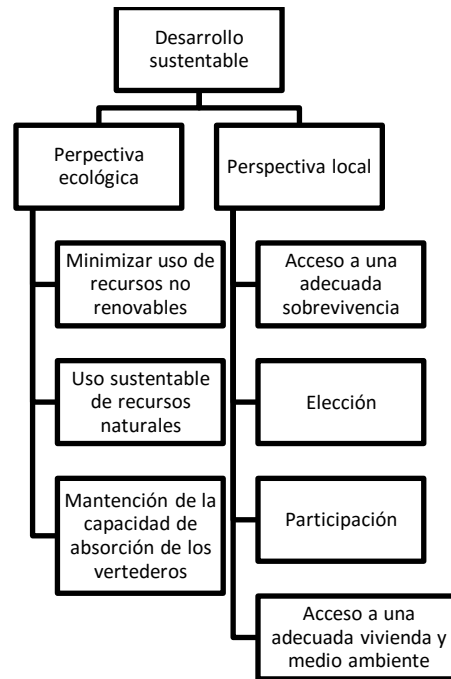 Desarrollo
sustentable
Perpectiva
ecológica
Perspectiva local
Minimizar uso de
recursos no
renovables
Acceso a una
adecuada
sobrevivencia
Uso sustentable
de recursos
naturales
Elección
Mantención de la
capacidad de
absorción de los
vertederos
Participación
Acceso a una
adecuada vivienda y
medio ambiente